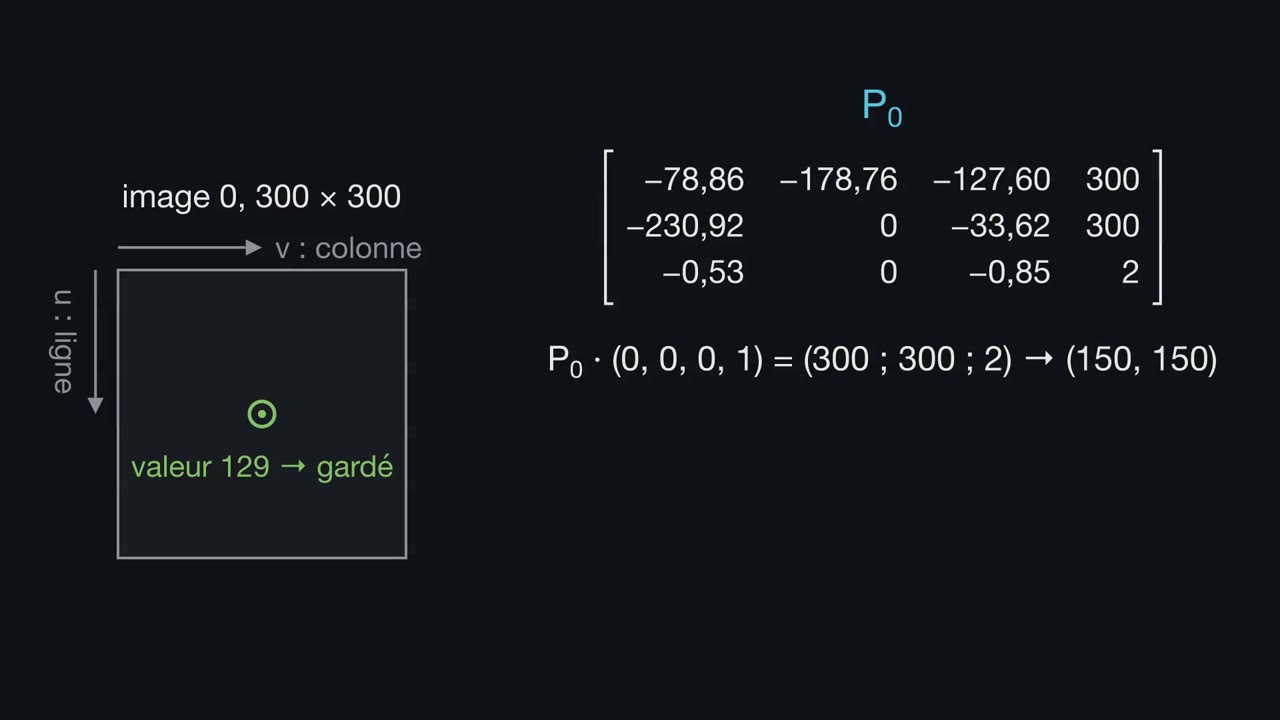 image 0, 300 × 300
v : colonne
u : ligne
valeur 129 → gardé
P₀
−78,86 −178,76 −127,60 300
−230,92 0 −33,62 300
−0,53 0 −0,85 2
P₀ · (0, 0, 0, 1) = (300 ; 300 ; 2) → (150, 150)